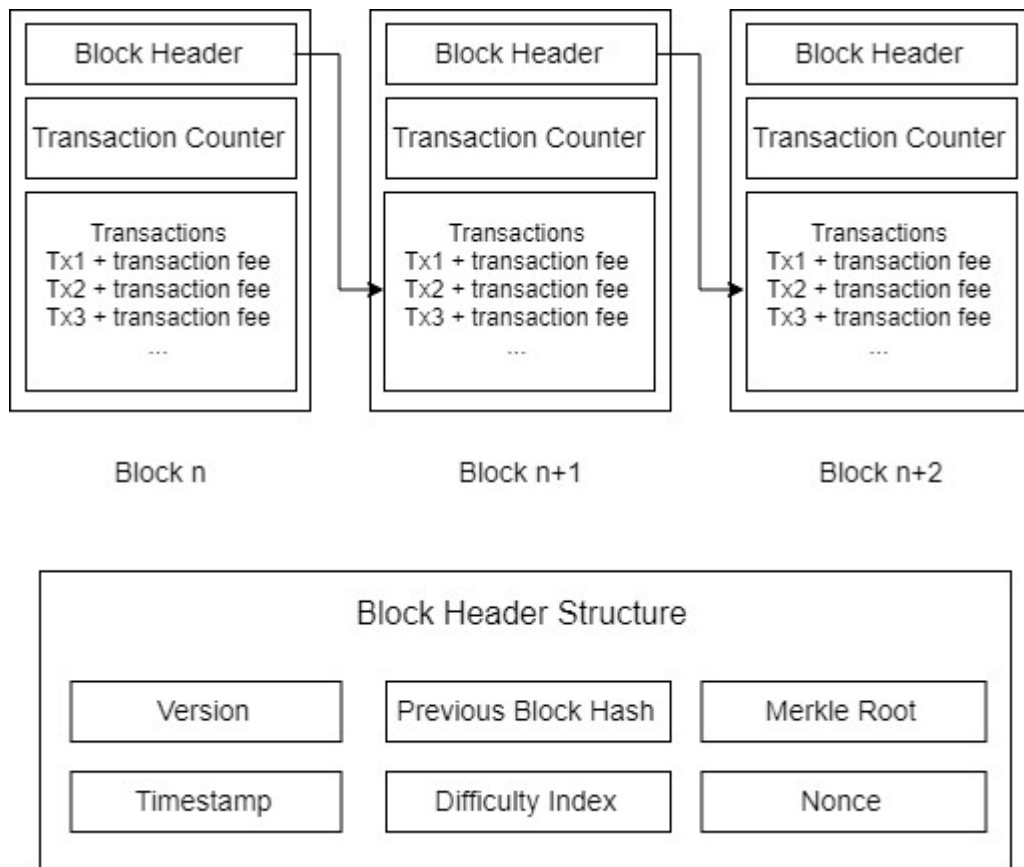 Block Header
Transaction Counter
Transactions
Tx1 + transaction fee
Tx2 + transaction fee
Tx3 + transaction fee
...
Block n
Block Header
Transaction Counter
Transactions
Tx1 + transaction fee
Tx2 + transaction fee
Tx3 + transaction fee
...
Block n+1
Block Header
Transaction Counter
Transactions
Tx1 + transaction fee
Tx2 + transaction fee
Tx3 + transaction fee
...
Block n+2
Block Header Structure
Version
Previous Block Hash
Merkle Root
Timestamp
Difficulty Index
Nonce